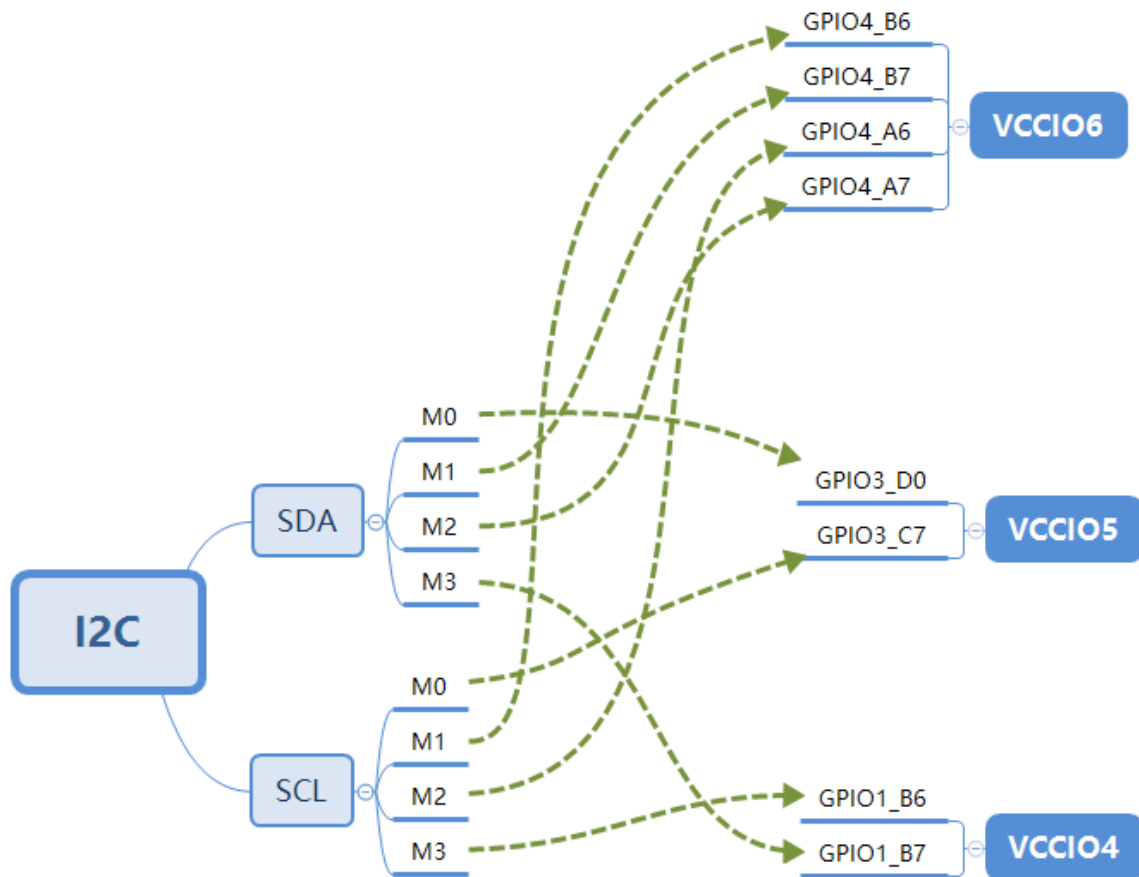 GPIO4_B6
GPIO4_B7
GPIO4_A6
GPIO4_A7
VCCIO6
I2C
SDA
M0
M1
M2
M3
SCL
M0
M1
M2
M3
GPIO3_D0
GPIO3_C7
VCCIO5
GPIO1_B6
GPIO1_B7
VCCIO4